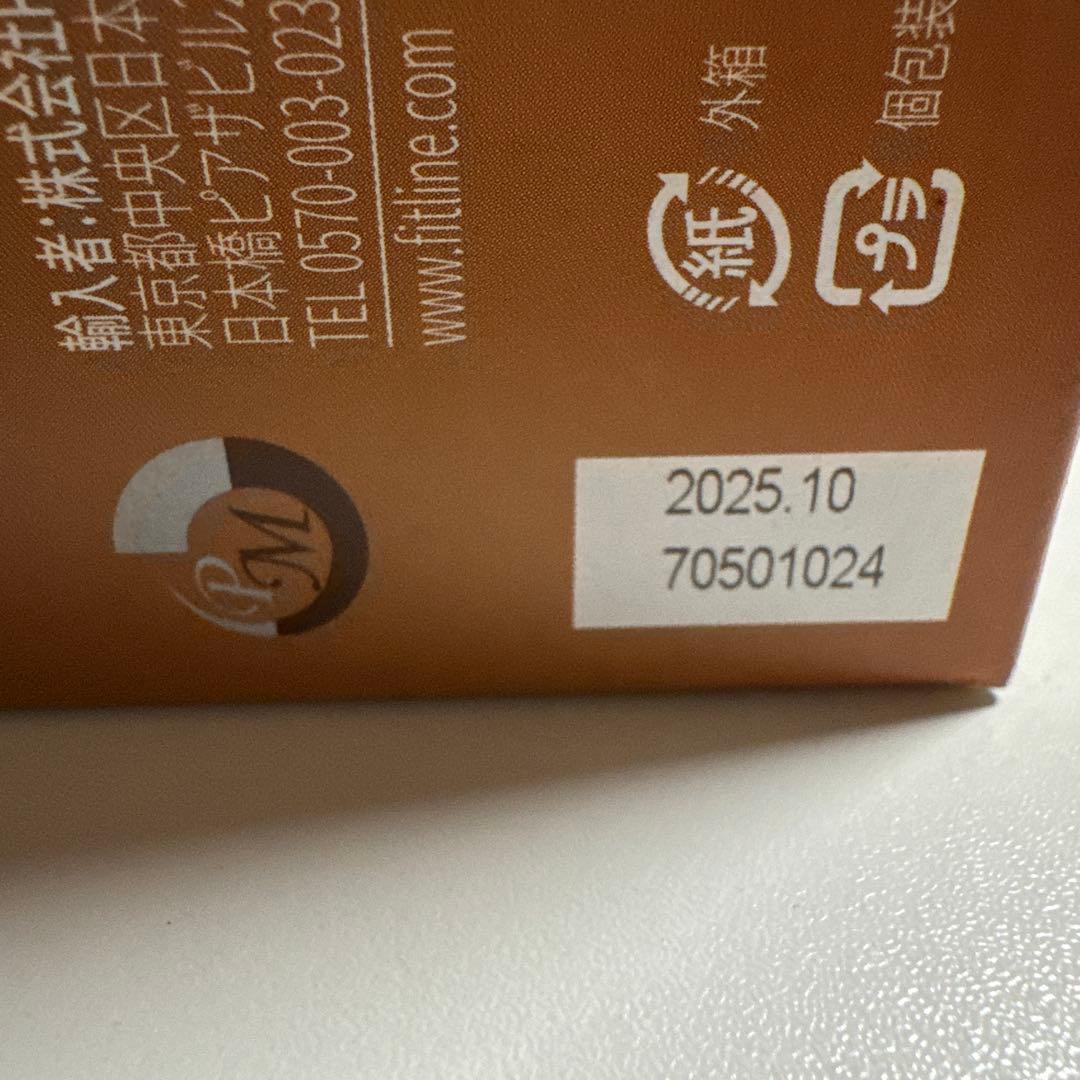 輸入者:株式会社
東京都中央区日本
日本橋ピアザビル
TEL 0570-003-023
www.fitline.com
外箱
紙
個包装
プラ
PM
2025.10
70501024